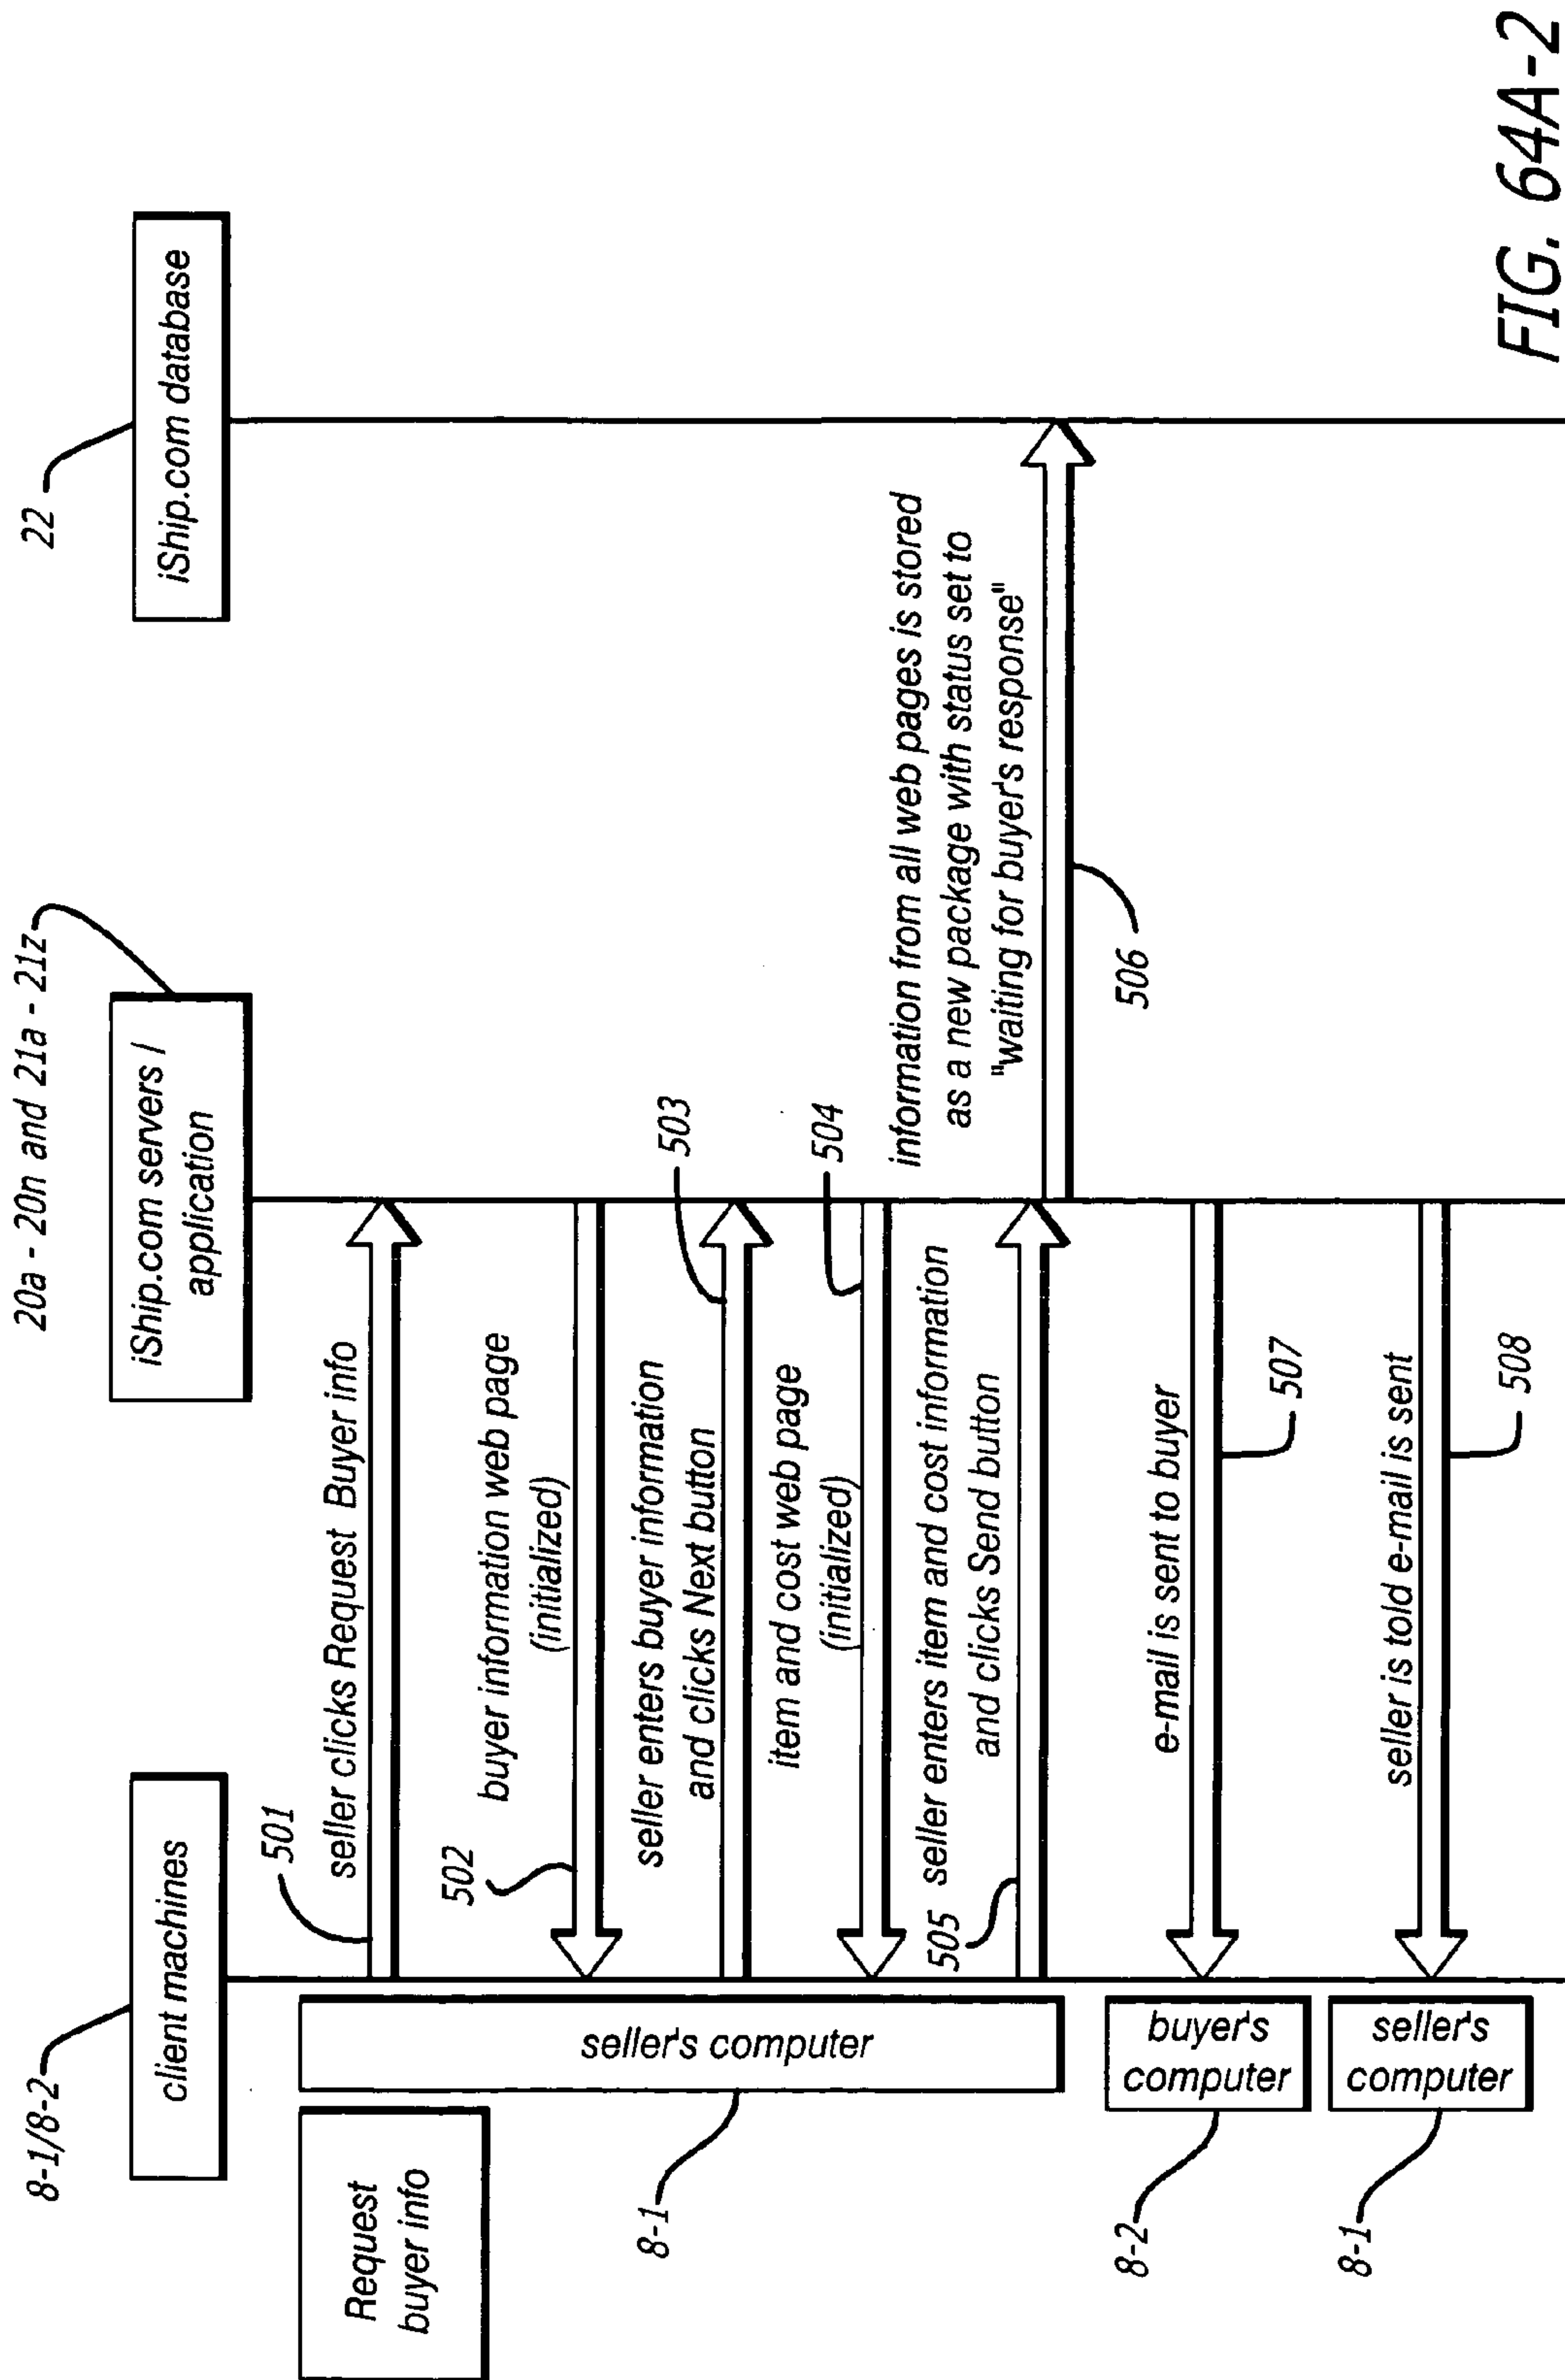 8-1/8-2
client machines
20a - 20n and 21a - 21z
iShip.com servers /
application
22
iShip.com database
Request
buyer info
seller's computer
8-1
501
seller clicks Request Buyer info
502
buyer information web page
(initialized)
seller enters buyer information
and clicks Next button
503
item and cost web page
(initialized)
504
505
seller enters item and cost information
and clicks Send button
information from all web pages is stored
as a new package with status set to
"waiting for buyer's response"
506
buyer's
computer
8-2
e-mail is sent to buyer
507
seller's
computer
8-1
seller is told e-mail is sent
508
FIG. 64A-2